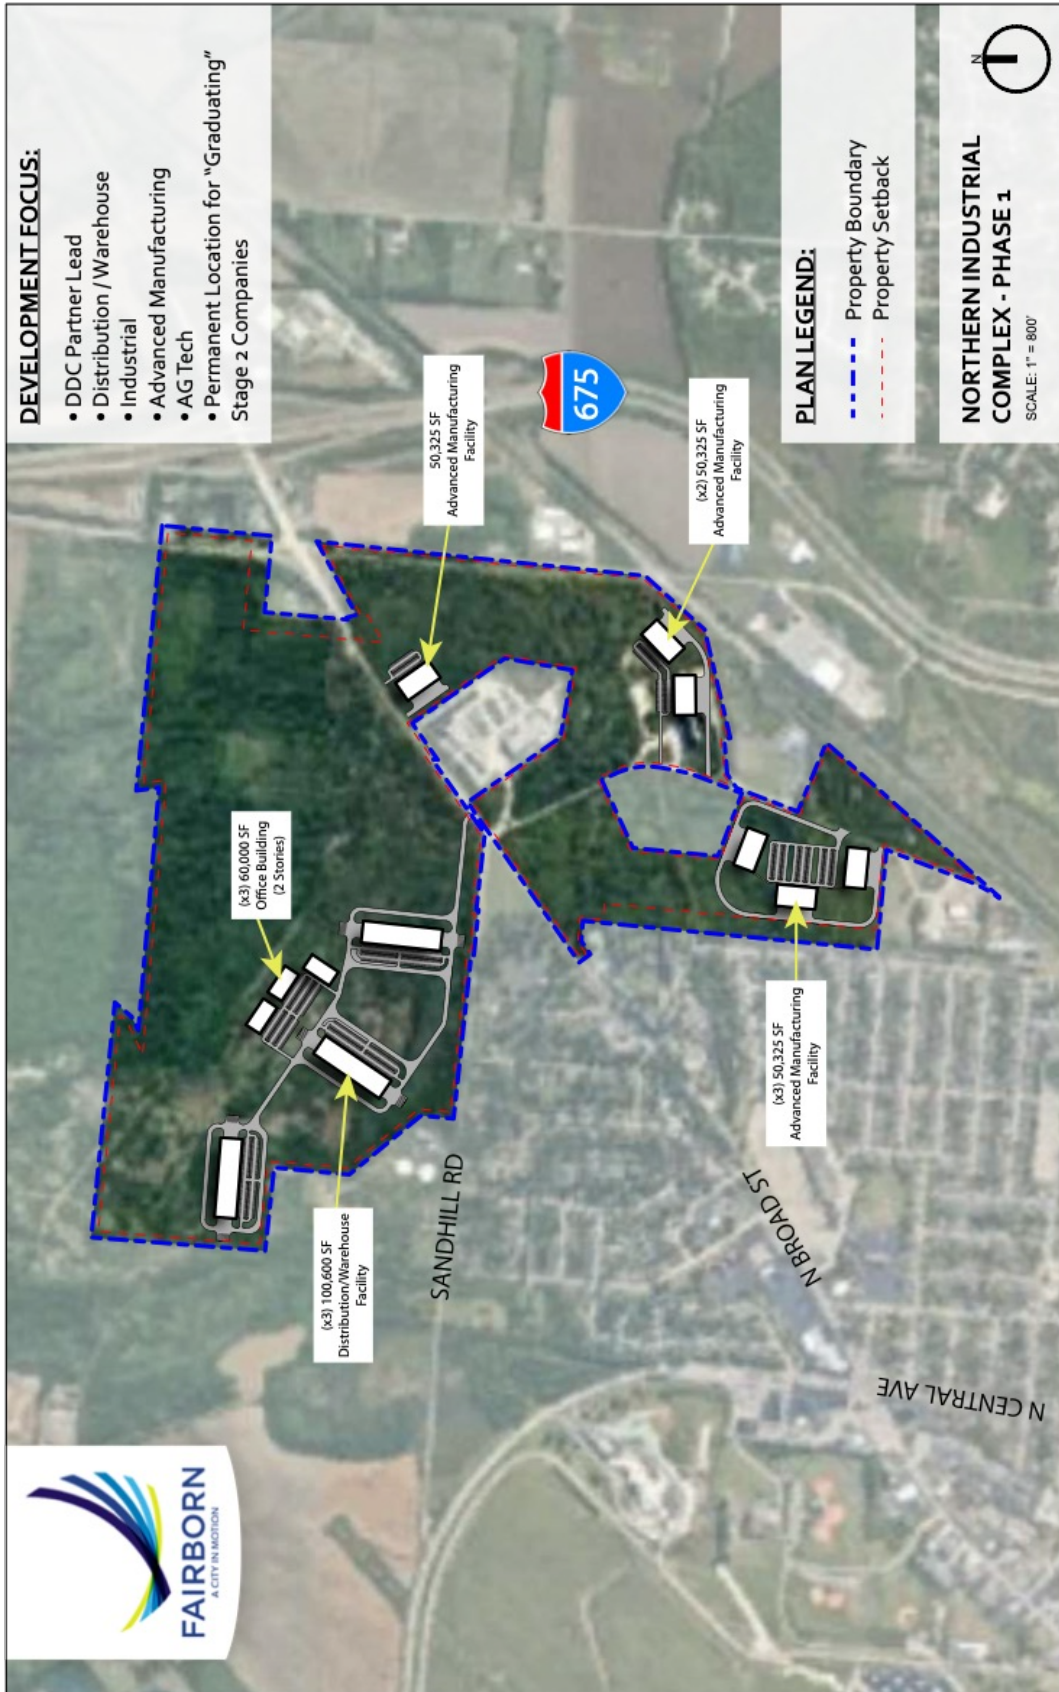 FAIRBORN
A CITY IN MOTION
DEVELOPMENT FOCUS:
• DDC Partner Lead
• Distribution / Warehouse
• Industrial
• Advanced Manufacturing
• AG Tech
• Permanent Location for "Graduating"
Stage 2 Companies
(x3) 60,000 SF
Office Building
(2 Stories)
(x3) 100,600 SF
Distribution/Warehouse
Facility
50,325 SF
Advanced Manufacturing
Facility
SANDHILL RD
675
(x2) 50,325 SF
Advanced Manufacturing
Facility
N BROAD ST
(x3) 50,325 SF
Advanced Manufacturing
Facility
N CENTRAL AVE
PLAN LEGEND:
Property Boundary
Property Setback
N
NORTHERN INDUSTRIAL
COMPLEX - PHASE 1
SCALE: 1" = 800'